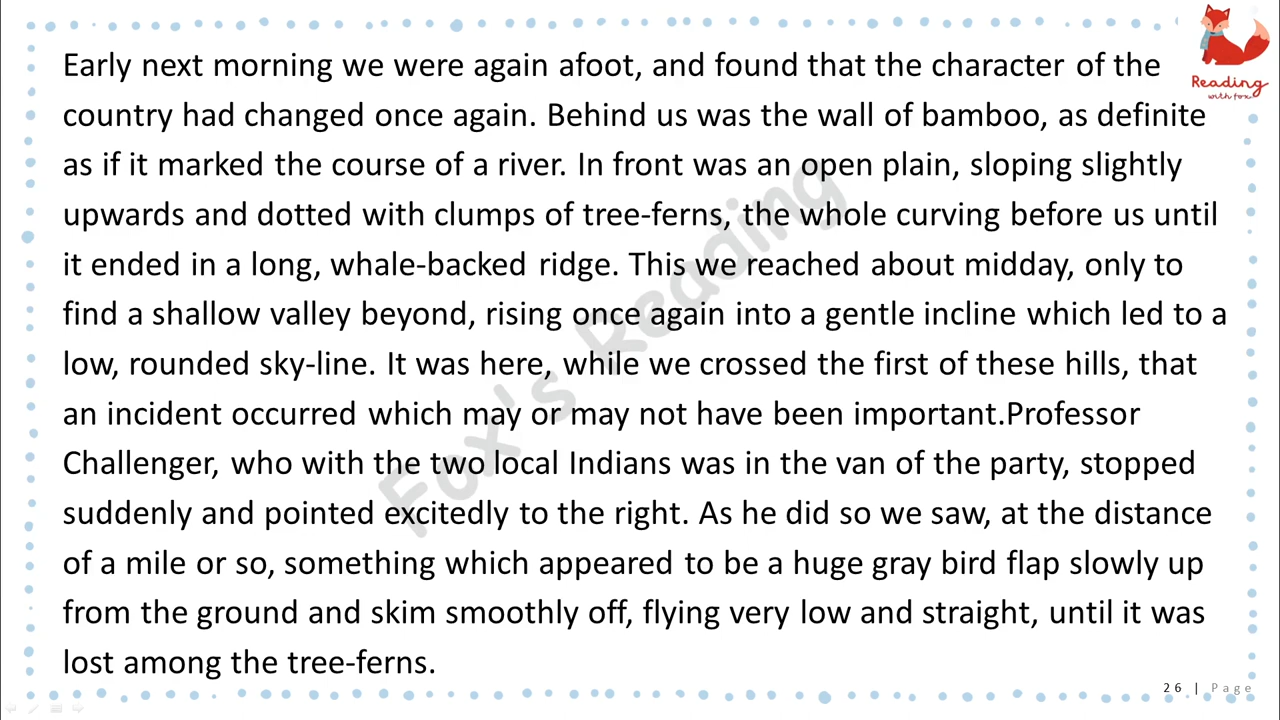 Reading
with fox
Early next morning we were again afoot, and found that the character of the
country had changed once again. Behind us was the wall of bamboo, as definite
as if it marked the course of a river. In front was an open plain, sloping slightly
upwards and dotted with clumps of tree-ferns, the whole curving before us until
it ended in a long, whale-backed ridge. This we reached about midday, only to
find a shallow valley beyond, rising once again into a gentle incline which led to a
low, rounded sky-line. It was here, while we crossed the first of these hills, that
an incident occurred which may or may not have been important.Professor
Challenger, who with the two local Indians was in the van of the party, stopped
suddenly and pointed excitedly to the right. As he did so we saw, at the distance
of a mile or so, something which appeared to be a huge gray bird flap slowly up
from the ground and skim smoothly off, flying very low and straight, until it was
lost among the tree-ferns.
Fox's Reading
26 | Page